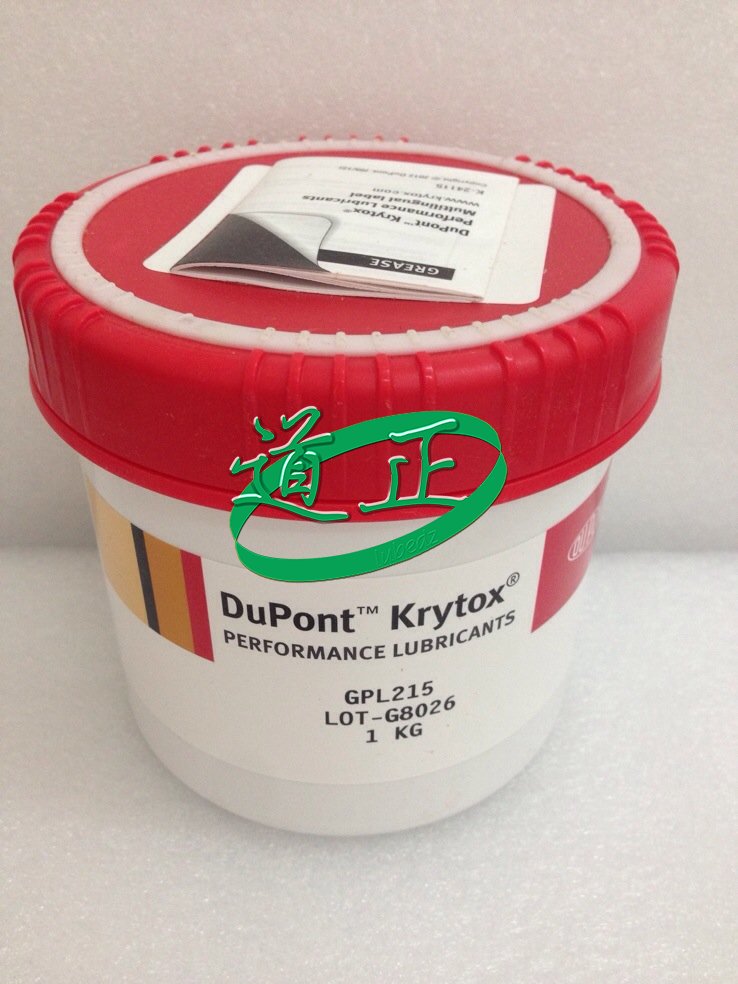 GREASE
DuPont™ Krytox®
Performance Lubricants
Multilingual label
www.krytox.com
K-24115
道正
DuPont™ Krytox®
PERFORMANCE LUBRICANTS
GPL215
LOT-G8026
1 KG